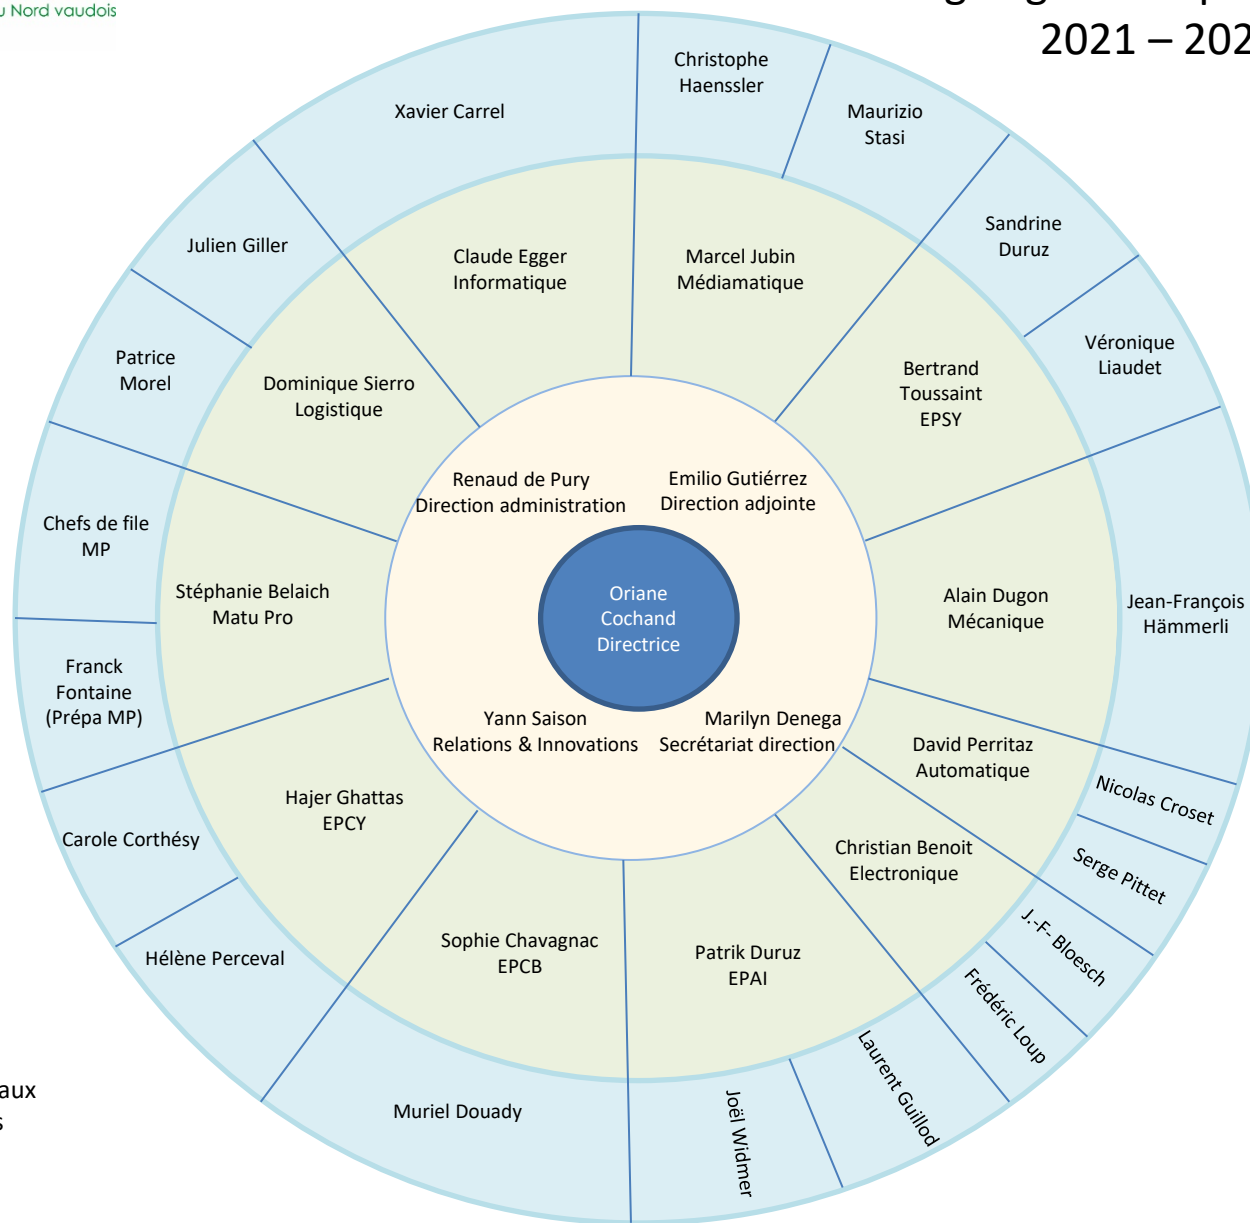 Nord vaudois
2021 – 202
Christophe
Haenssler
Maurizio
Stasi
Xavier Carrel
Sandrine
Duruz
Julien Giller
Claude Egger
Informatique
Marcel Jubin
Médiamatique
Véronique
Liaudet
Patrice
Morel
Dominique Sierro
Logistique
Bertrand
Toussaint
EPSY
Renaud de Pury
Direction administration
Emilio Gutiérrez
Direction adjointe
Chefs de file
MP
Stéphanie Belaich
Matu Pro
Oriane
Cochand
Directrice
Alain Dugon
Mécanique
Jean-François
Hämmerli
Franck
Fontaine
(Prépa MP)
Yann Saison
Relations & Innovations
Marilyn Denega
Secrétariat direction
David Perritaz
Automatique
Nicolas Croset
Hajer Ghattas
EPCY
Carole Corthésy
Christian Benoit
Electronique
Serge Pittet
J.-F- Bloesch
Hélène Perceval
Sophie Chavagnac
EPCB
Patrik Duruz
EPAI
Frédéric Loup
Laurent Guillod
Muriel Douady
Joël Widmer
aux
s